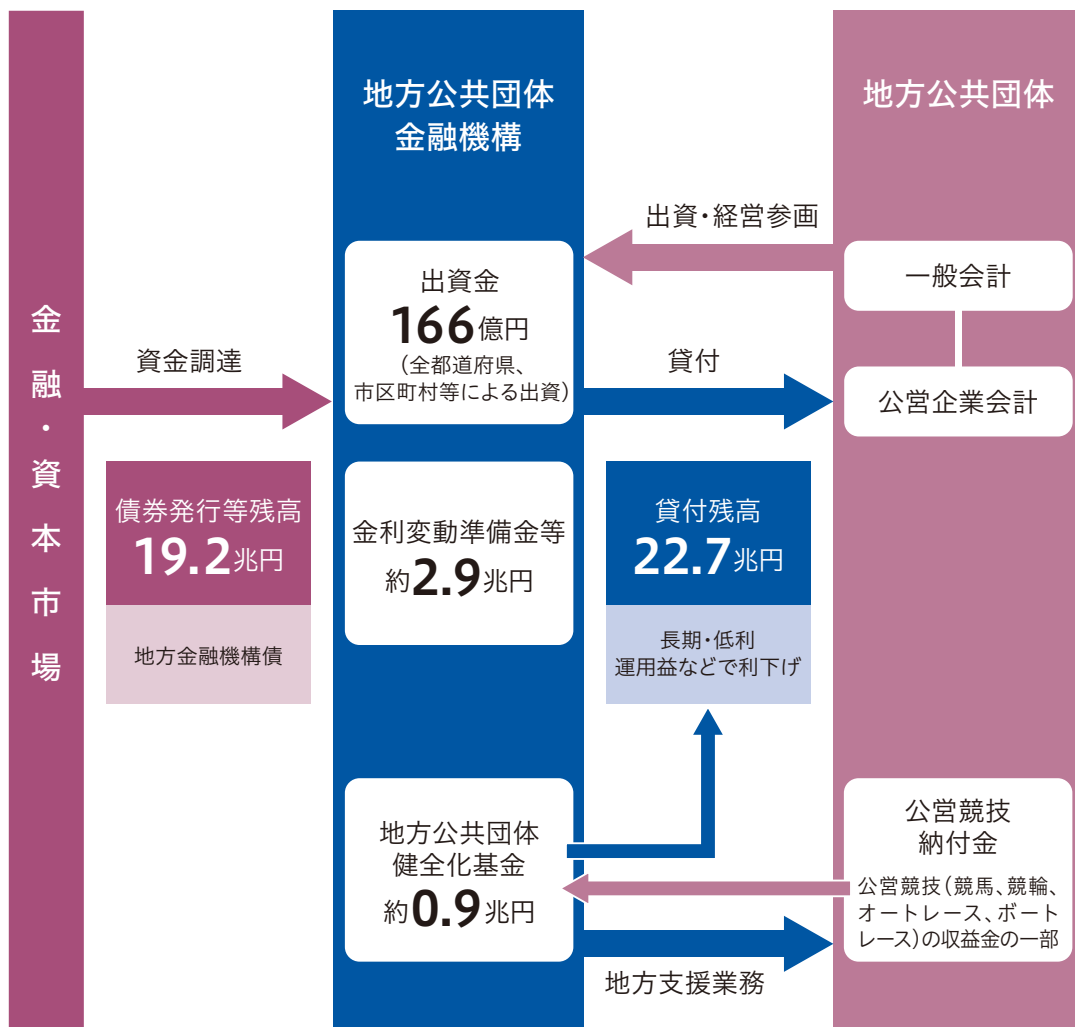 金融・資本市場
資金調達
債券発行等残高
19.2兆円
地方金融機構債
地方公共団体
金融機構
出資金
166億円
(全都道府県、
市区町村等による出資)
金利変動準備金等
約2.9兆円
地方公共団体
健全化基金
約0.9兆円
出資・経営参画
貸付
貸付残高
22.7兆円
長期・低利
運用益などで利下げ
地方支援業務
地方公共団体
一般会計
公営企業会計
公営競技
納付金
公営競技(競馬、競輪、
オートレース、ボート
レース)の収益金の一部